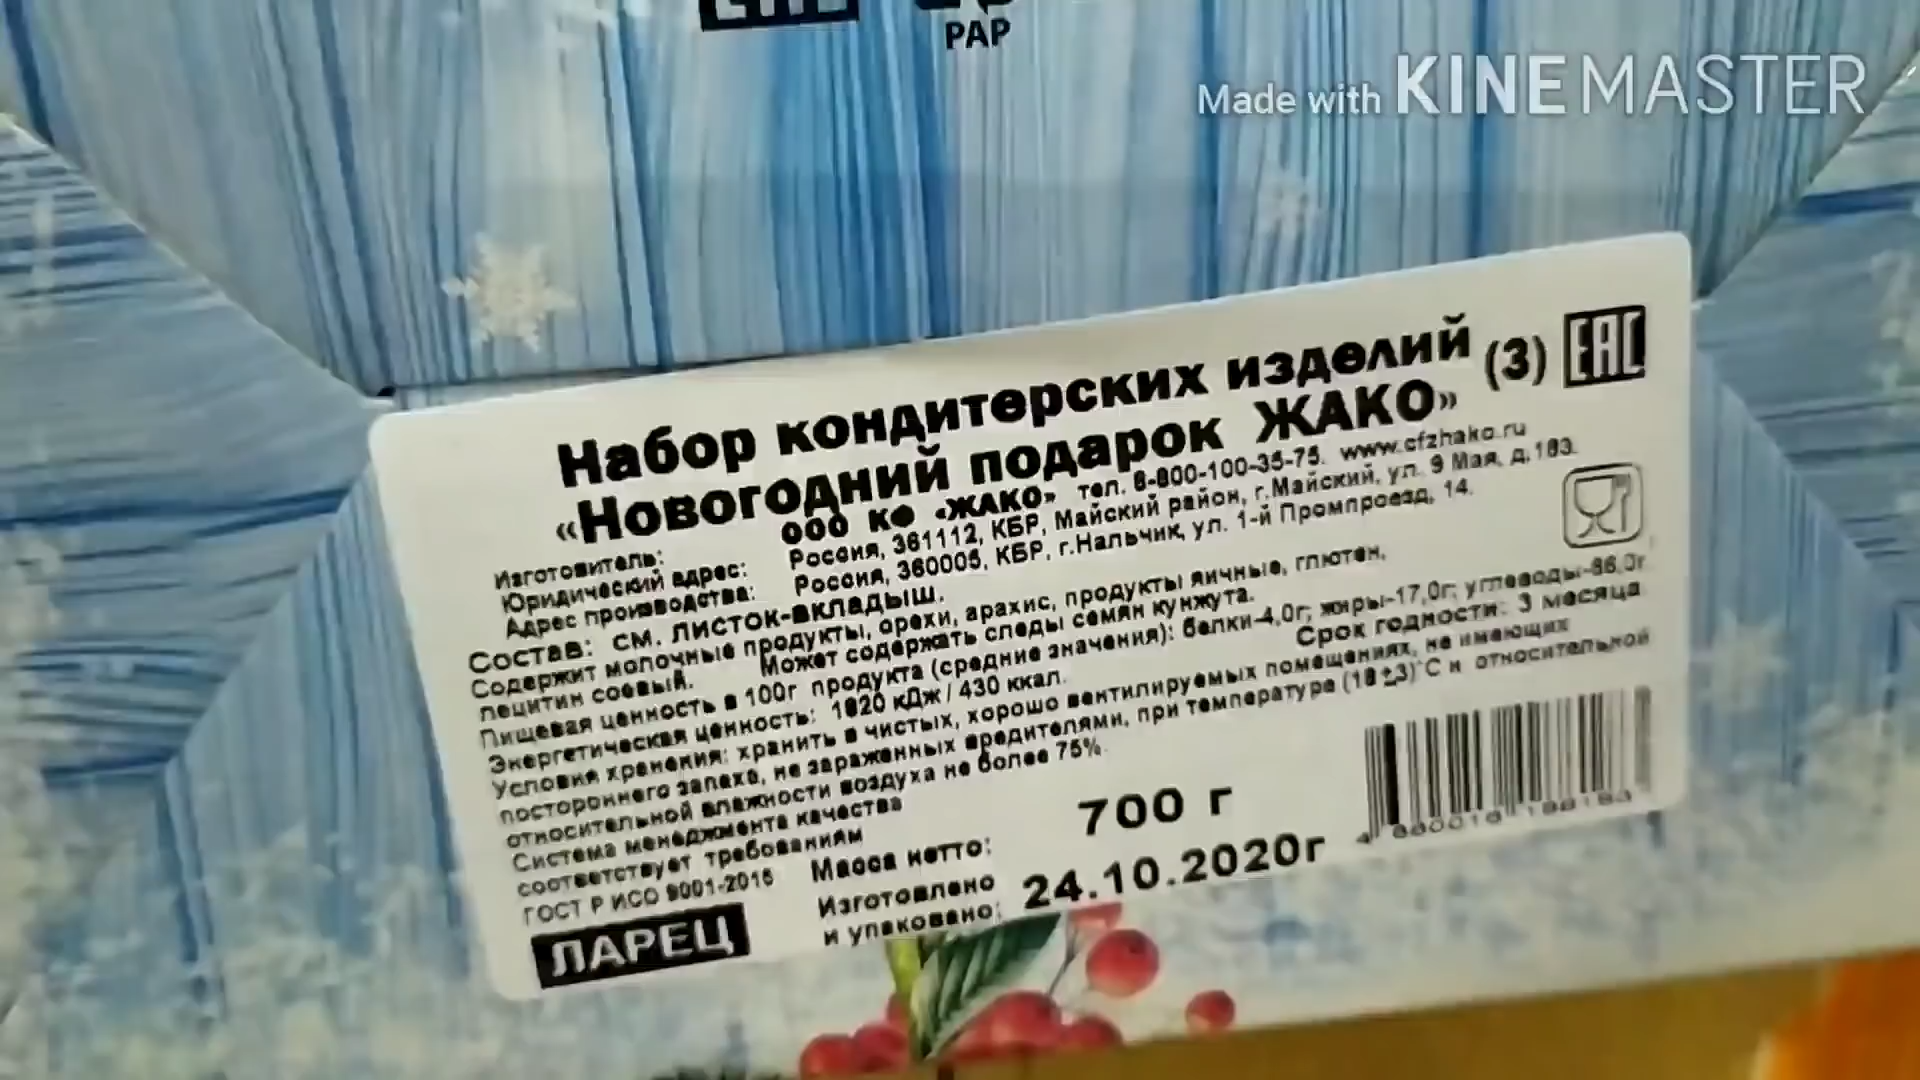 PAP
Made with KINEMASTER
Набор кондитерских изделий (3) EAC
«Новогодний подарок ЖАКО»
Изготовитель: ООО КФ «ЖАКО» тел. 8-800-100-35-75. www.cfzhako.ru
Юридический адрес: Россия, 361112, КБР, Майский район, г.Майский, ул. 9 Мая, д.183.
Адрес производства: Россия, 360005, КБР, г.Нальчик, ул. 1-й Промпроезд, 14.
Состав: см. листок-вкладыш.
Содержит молочные продукты, орехи, арахис, продукты яичные, глютен,
лецитин соевый. Может содержать следы семян кунжута.
Пищевая ценность в 100г продукта (средние значения): белки-4,0г; жиры-17,0г; углеводы-66,0г
Энергетическая ценность: 1820 кДж / 430 ккал. Срок годности: 3 месяца
Условия хранения: хранить в чистых, хорошо вентилируемых помещениях, не имеющих
постороннего запаха, не зараженных вредителями, при температуре (18±3)°С и относительной
относительной влажности воздуха не более 75%.
Система менеджмента качества
соответствует требованиям
ГОСТ Р ИСО 9001-2015
Масса нетто: 700 г
Изготовлено
и упаковано: 24.10.2020г
ЛАРЕЦ